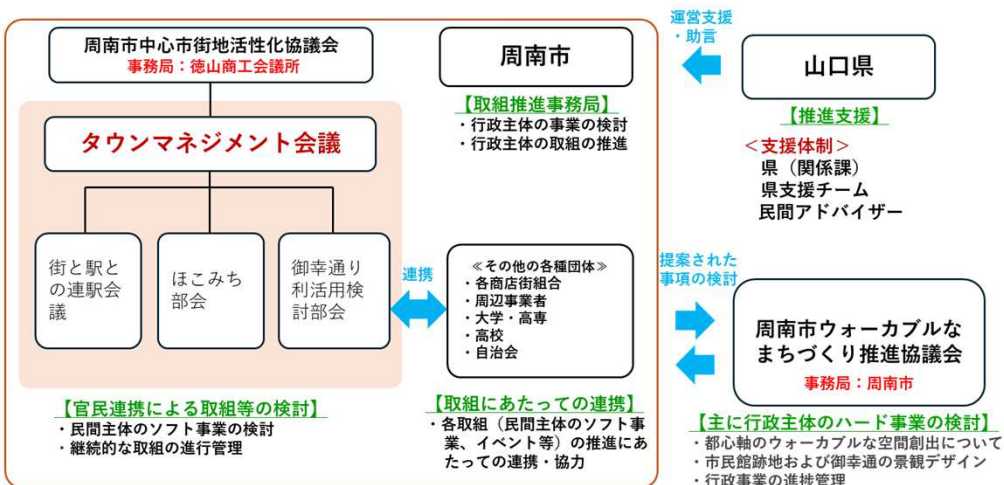 周南市中心市街地活性化協議会
事務局：徳山商工会議所
タウンマネジメント会議
街と駅と
の連駅会
議
ほこみち
部会
御幸通り
利活用検
討部会
【官民連携による取組等の検討】
・民間主体のソフト事業の検討
・継続的な取組の進行管理
周南市
【取組推進事務局】
・行政主体の事業の検討
・行政主体の取組の推進
連携
≪その他の各種団体≫
・各商店街組合
・周辺事業者
・大学・高専
・高校
・自治会
【取組にあたっての連携】
・各取組（民間主体のソフト事
業、イベント等）の推進にあ
たっての連携・協力
運営支援
・助言
山口県
【推進支援】
＜支援体制＞
県（関係課）
県支援チーム
民間アドバイザー
提案された
事項の検討
周南市ウォーカブルな
まちづくり推進協議会
事務局：周南市
【主に行政主体のハード事業の検討】
・都心軸のウォーカブルな空間創出について
・市民館跡地および御幸通の景観デザイン
・行政事業の進捗管理